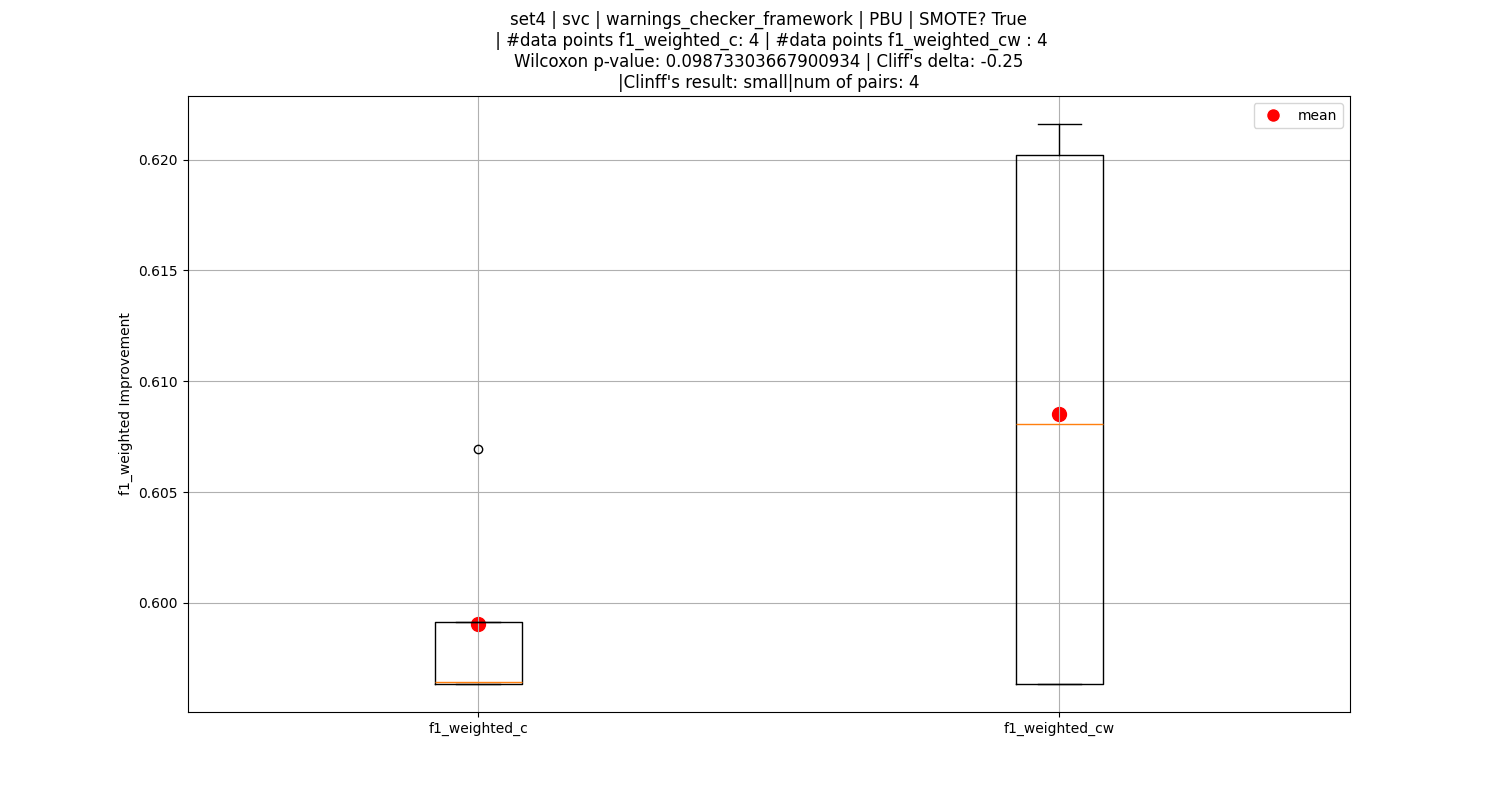 set4 | svc | warnings_checker_framework | PBU | SMOTE? True
| #data points f1_weighted_c: 4 | #data points f1_weighted_cw : 4
Wilcoxon p-value: 0.09873303667900934 | Cliff's delta: -0.25
|Clinff's result: small|num of pairs: 4
mean
0.620
0.615
0.610
0.605
0.600
f1_weighted Improvement
f1_weighted_c
f1_weighted_cw